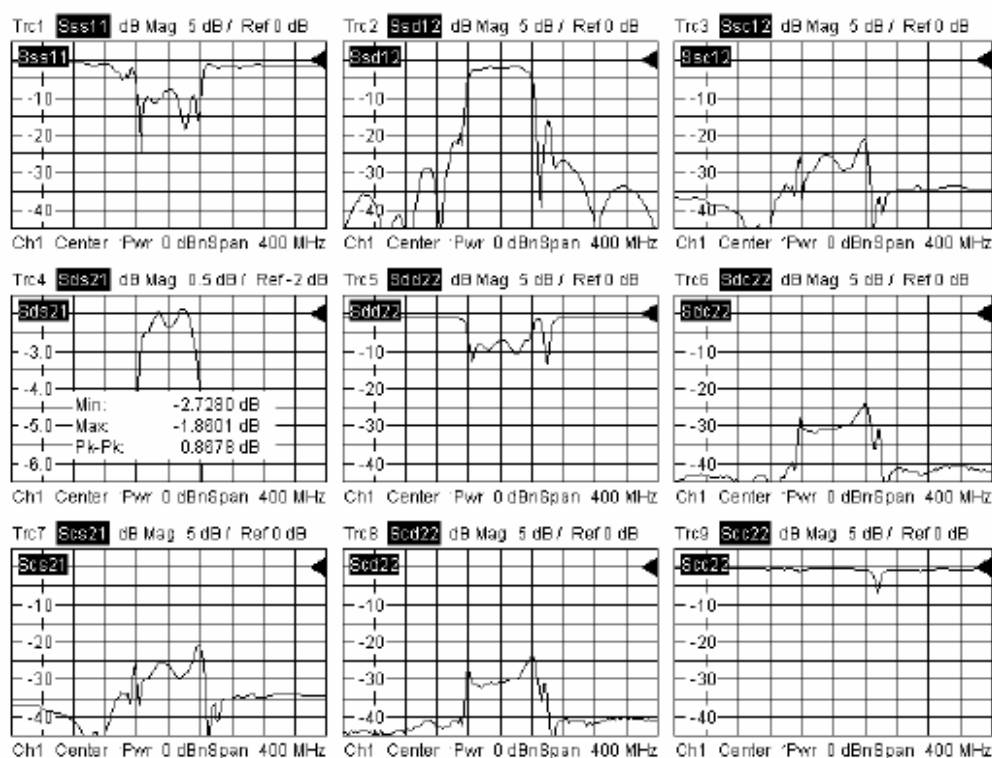 Trc1 Sss11 dB Mag 5 dB / Ref 0 dB
Sss11
-10
-20
-30
-40
Ch1 Center Pwr 0 dBm Span 400 MHz
Trc2 Ssd12 dB Mag 5 dB / Ref 0 dB
Ssd12
-10
-20
-30
-40
Ch1 Center Pwr 0 dBm Span 400 MHz
Trc3 Ssc12 dB Mag 5 dB / Ref 0 dB
Ssc12
-10
-20
-30
-40
Ch1 Center Pwr 0 dBm Span 400 MHz
Trc4 Sds21 dB Mag 0.5 dB / Ref -2 dB
Sds21
-3.0
-4.0
-5.0
-6.0
Min: -2.7280 dB
Max: -1.8601 dB
Pk-Pk: 0.8678 dB
Ch1 Center Pwr 0 dBm Span 400 MHz
Trc5 Sdd22 dB Mag 5 dB / Ref 0 dB
Sdd22
-10
-20
-30
-40
Ch1 Center Pwr 0 dBm Span 400 MHz
Trc6 Sdc22 dB Mag 5 dB / Ref 0 dB
Sdc22
-10
-20
-30
-40
Ch1 Center Pwr 0 dBm Span 400 MHz
Trc7 Scs21 dB Mag 5 dB / Ref 0 dB
Scs21
-10
-20
-30
-40
Ch1 Center Pwr 0 dBm Span 400 MHz
Trc8 Scd22 dB Mag 5 dB / Ref 0 dB
Scd22
-10
-20
-30
-40
Ch1 Center Pwr 0 dBm Span 400 MHz
Trc9 Scc22 dB Mag 5 dB / Ref 0 dB
Scc22
-10
-20
-30
-40
Ch1 Center Pwr 0 dBm Span 400 MHz